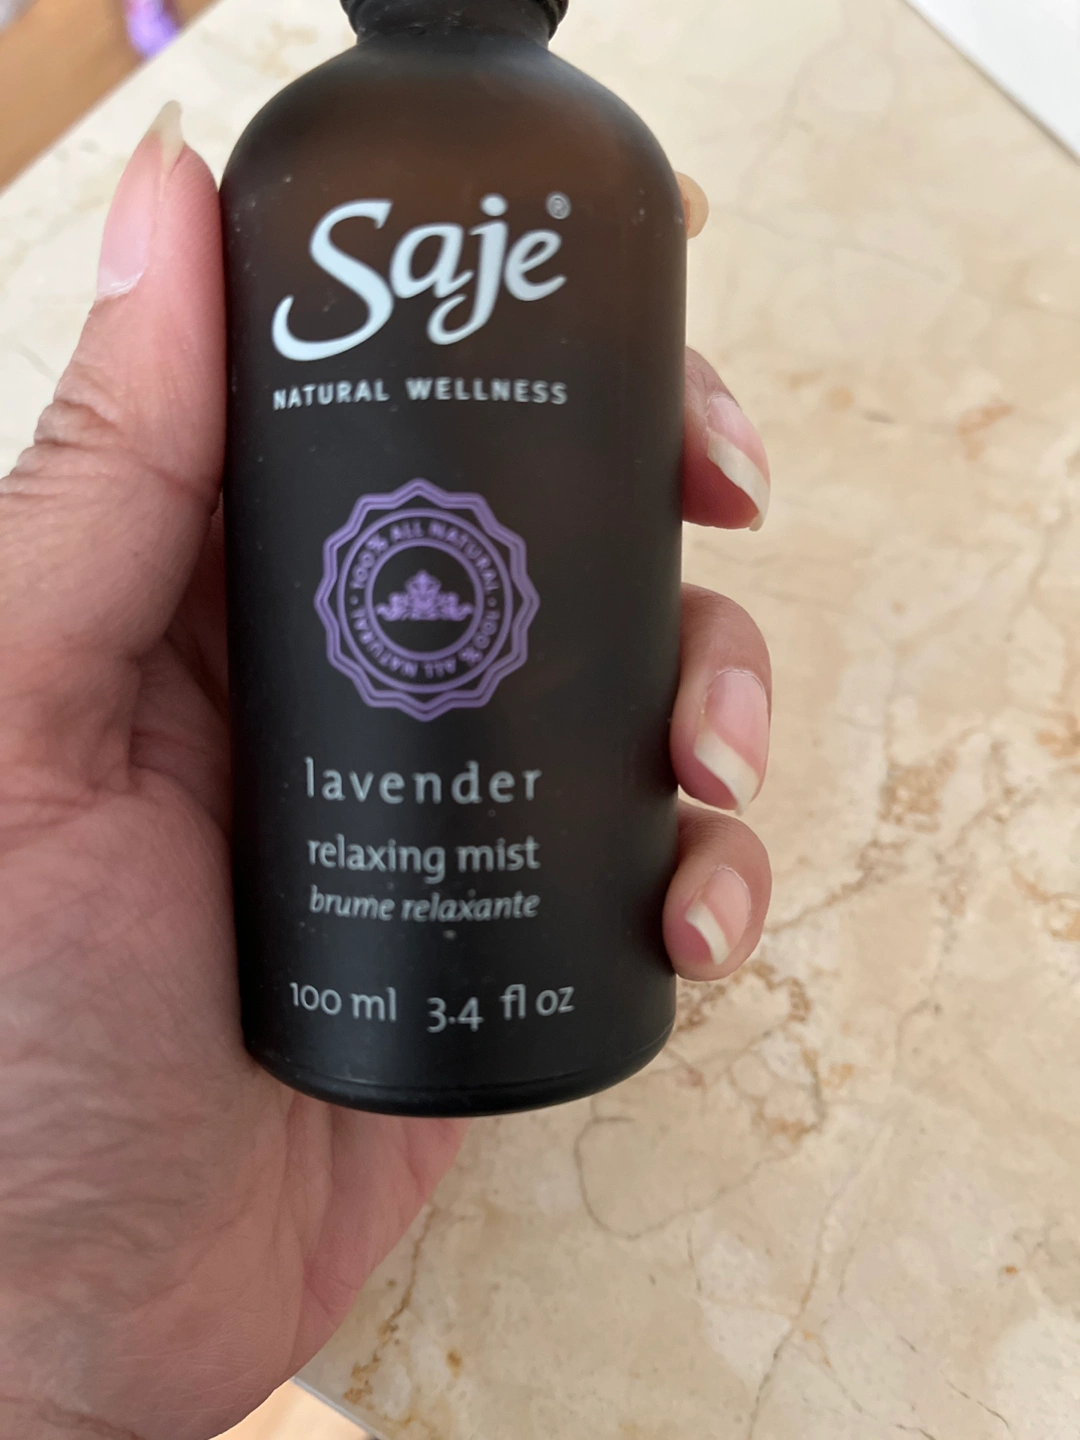 Saje®
NATURAL WELLNESS
100% ALL NATURAL · 100% ALL NATURAL ·
lavender
relaxing mist
brume relaxante
100 ml 3.4 fl oz